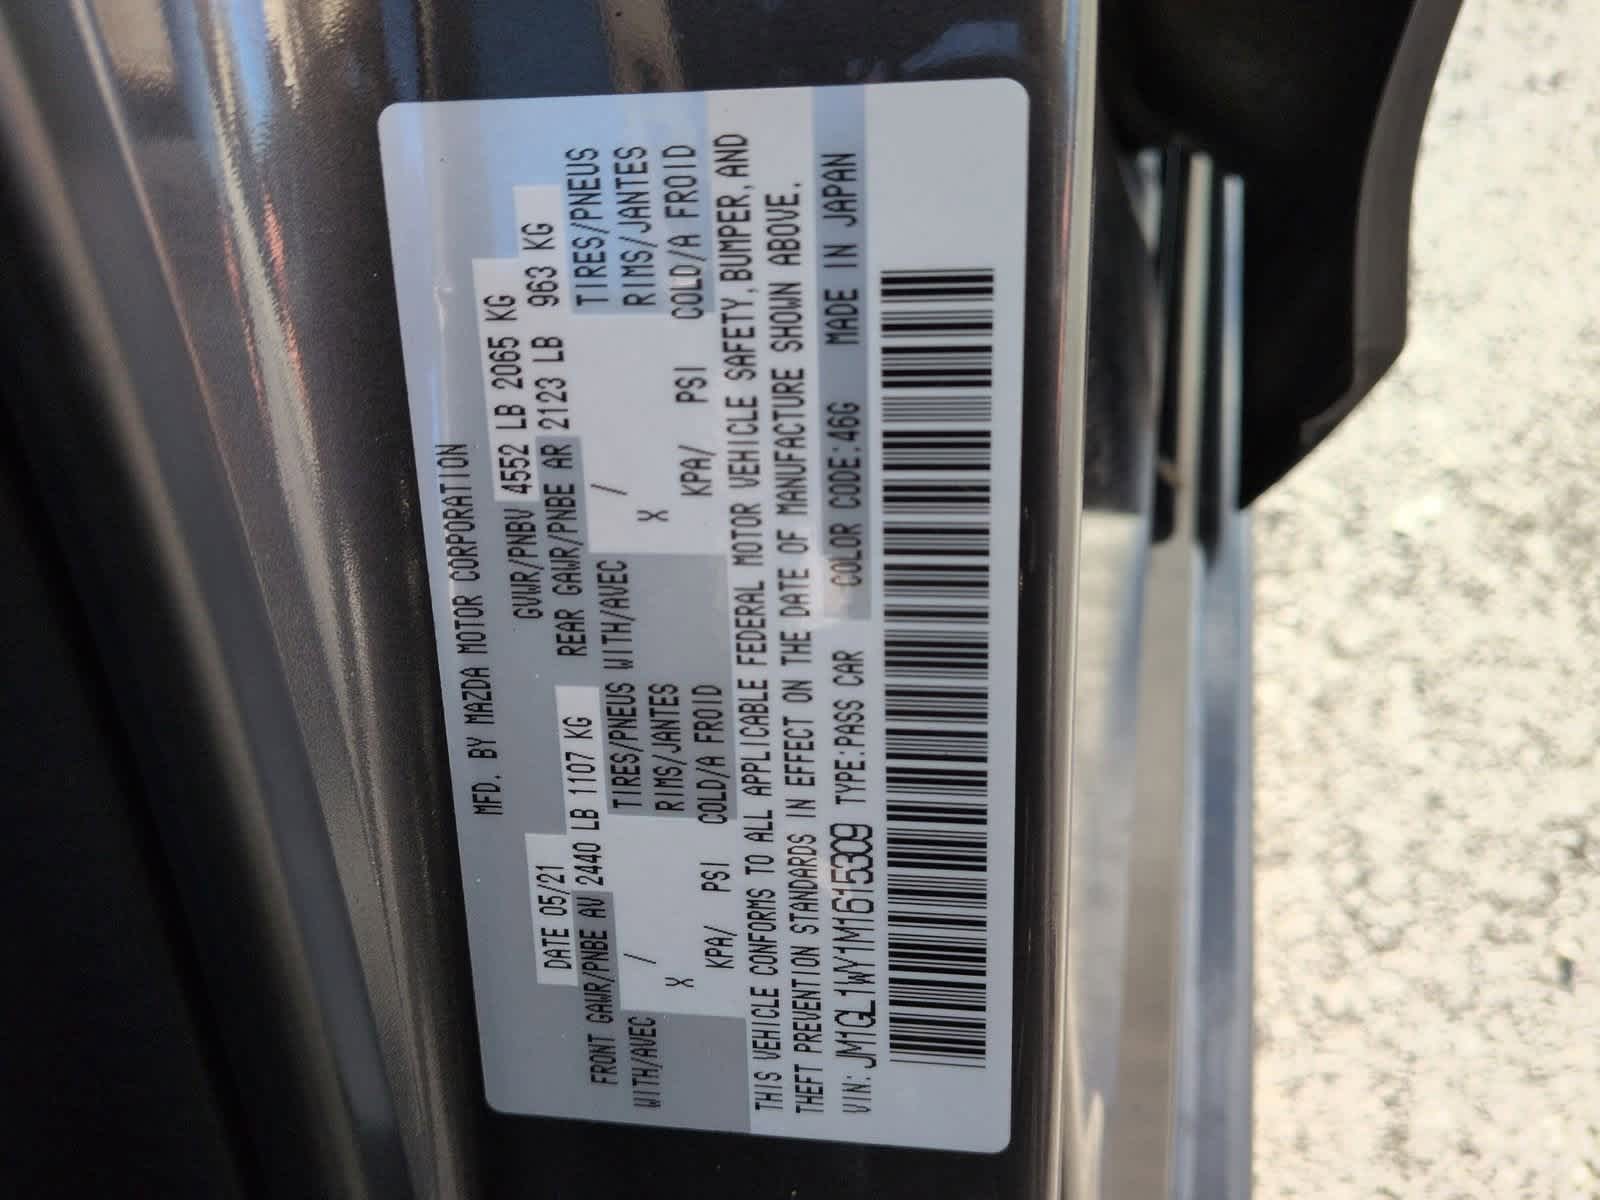 MFD. BY MAZDA MOTOR CORPORATION
DATE 05/21 GVWR/PNBV 4552 LB 2065 KG
FRONT GAWR/PNBE AV 2440 LB 1107 KG REAR GAWR/PNBE AR 2123 LB 963 KG
WITH/AVEC / TIRES/PNEUS WITH/AVEC / TIRES/PNEUS
X RIMS/JANTES X RIMS/JANTES
KPA/ PSI COLD/A FROID KPA/ PSI COLD/A FROID
THIS VEHICLE CONFORMS TO ALL APPLICABLE FEDERAL MOTOR VEHICLE SAFETY, BUMPER, AND
THEFT PREVENTION STANDARDS IN EFFECT ON THE DATE OF MANUFACTURE SHOWN ABOVE.
VIN: JM1GL1WY1M1615309 TYPE:PASS CAR COLOR CODE:46G MADE IN JAPAN